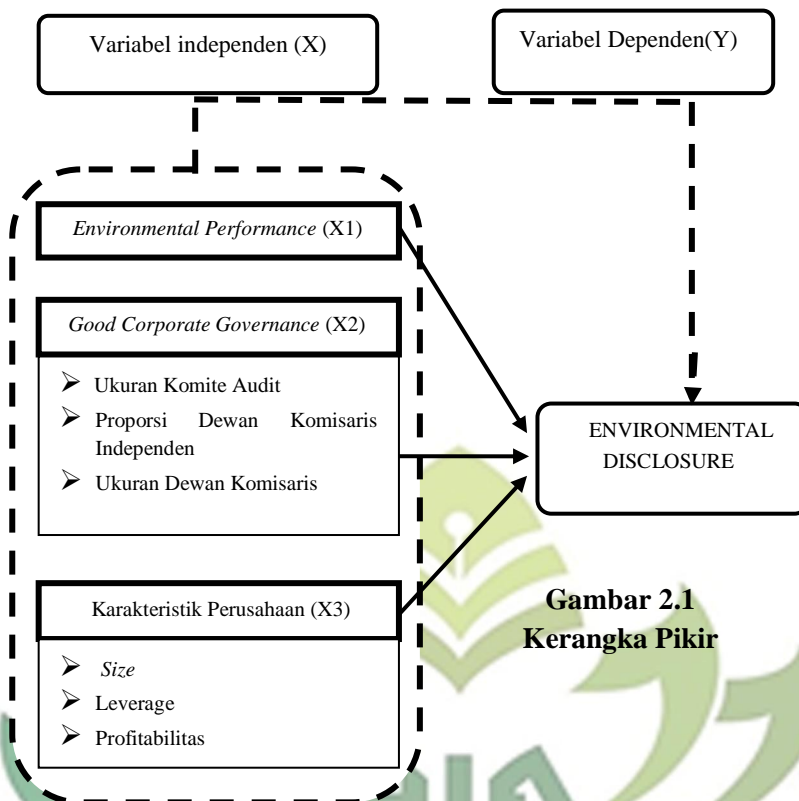 Variabel independen (X)
Variabel Dependen(Y)
Environmental Performance (X1)
Good Corporate Governance (X2)
Ukuran Komite Audit
Proporsi Dewan Komisaris
Independen
Ukuran Dewan Komisaris
ENVIRONMENTAL
DISCLOSURE
Karakteristik Perusahaan (X3)
Size
Leverage
Profitabilitas
Gambar 2.1
Kerangka Pikir